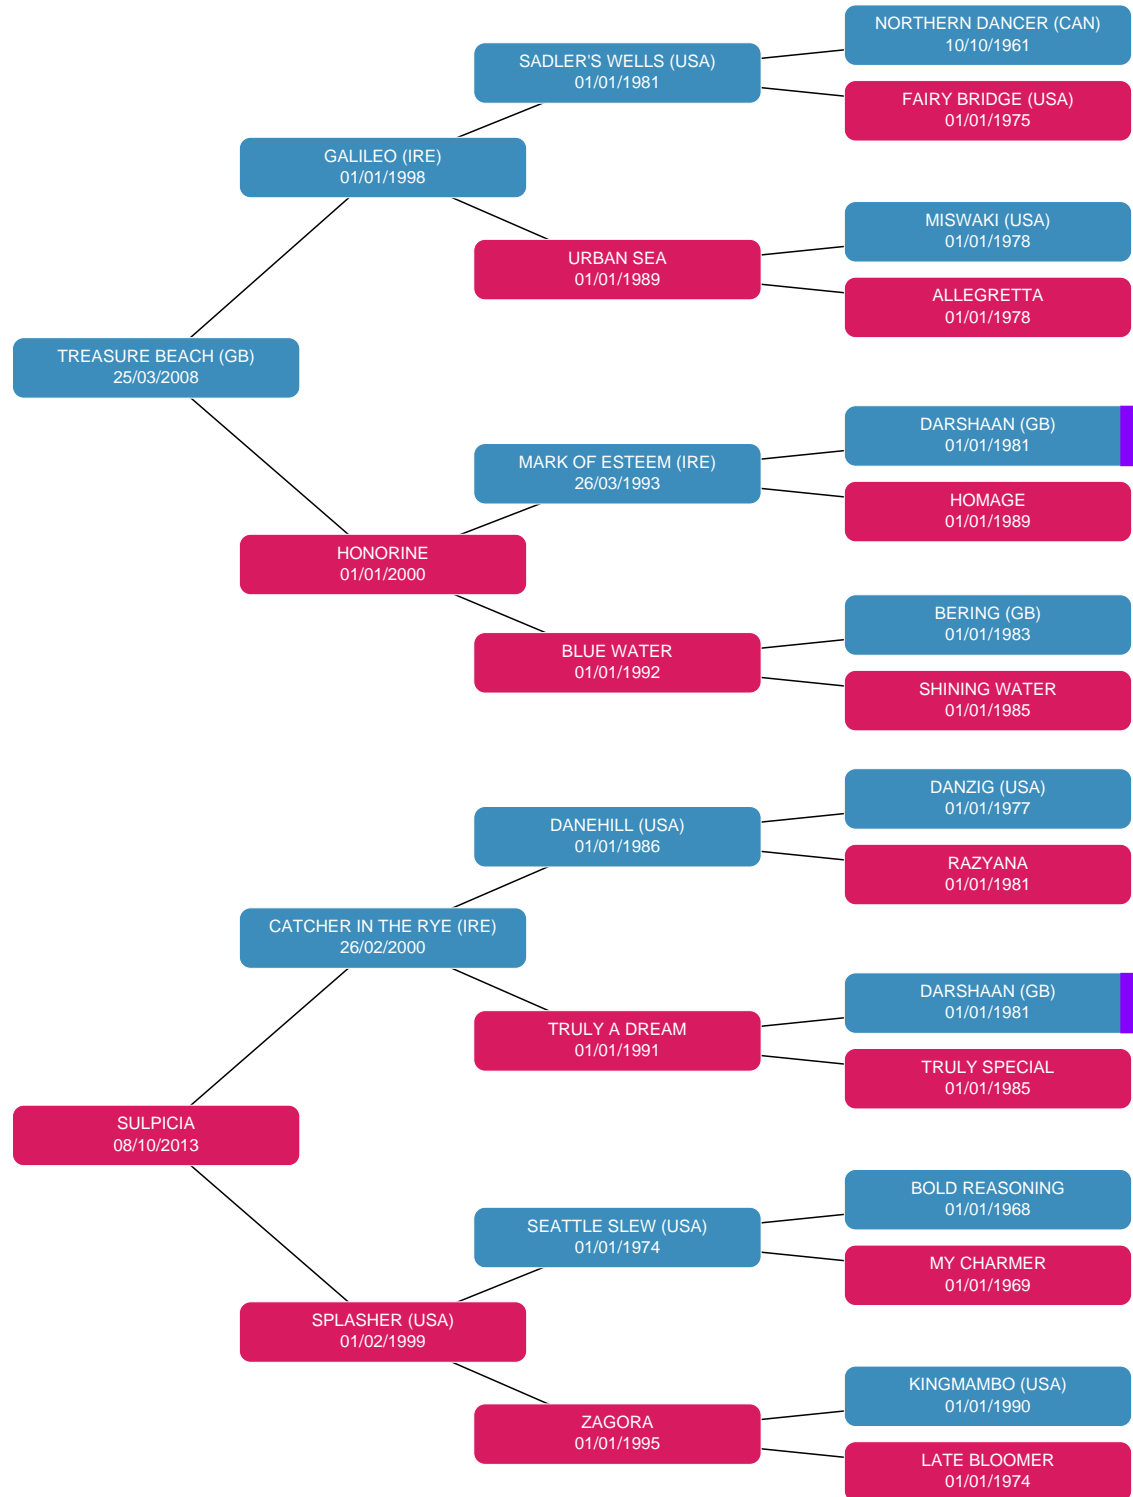 NORTHERN DANCER (CAN)
10/10/1961
SADLER'S WELLS (USA)
01/01/1981
FAIRY BRIDGE (USA)
01/01/1975
GALILEO (IRE)
01/01/1998
MISWAKI (USA)
01/01/1978
URBAN SEA
01/01/1989
ALLEGRETTA
01/01/1978
TREASURE BEACH (GB)
25/03/2008
DARSHAAN (GB)
01/01/1981
MARK OF ESTEEM (IRE)
26/03/1993
HOMAGE
01/01/1989
HONORINE
01/01/2000
BERING (GB)
01/01/1983
BLUE WATER
01/01/1992
SHINING WATER
01/01/1985
DANZIG (USA)
01/01/1977
DANEHILL (USA)
01/01/1986
RAZYANA
01/01/1981
CATCHER IN THE RYE (IRE)
26/02/2000
DARSHAAN (GB)
01/01/1981
TRULY A DREAM
01/01/1991
TRULY SPECIAL
01/01/1985
SULPICIA
08/10/2013
BOLD REASONING
01/01/1968
SEATTLE SLEW (USA)
01/01/1974
MY CHARMER
01/01/1969
SPLASHER (USA)
01/02/1999
KINGMAMBO (USA)
01/01/1990
ZAGORA
01/01/1995
LATE BLOOMER
01/01/1974